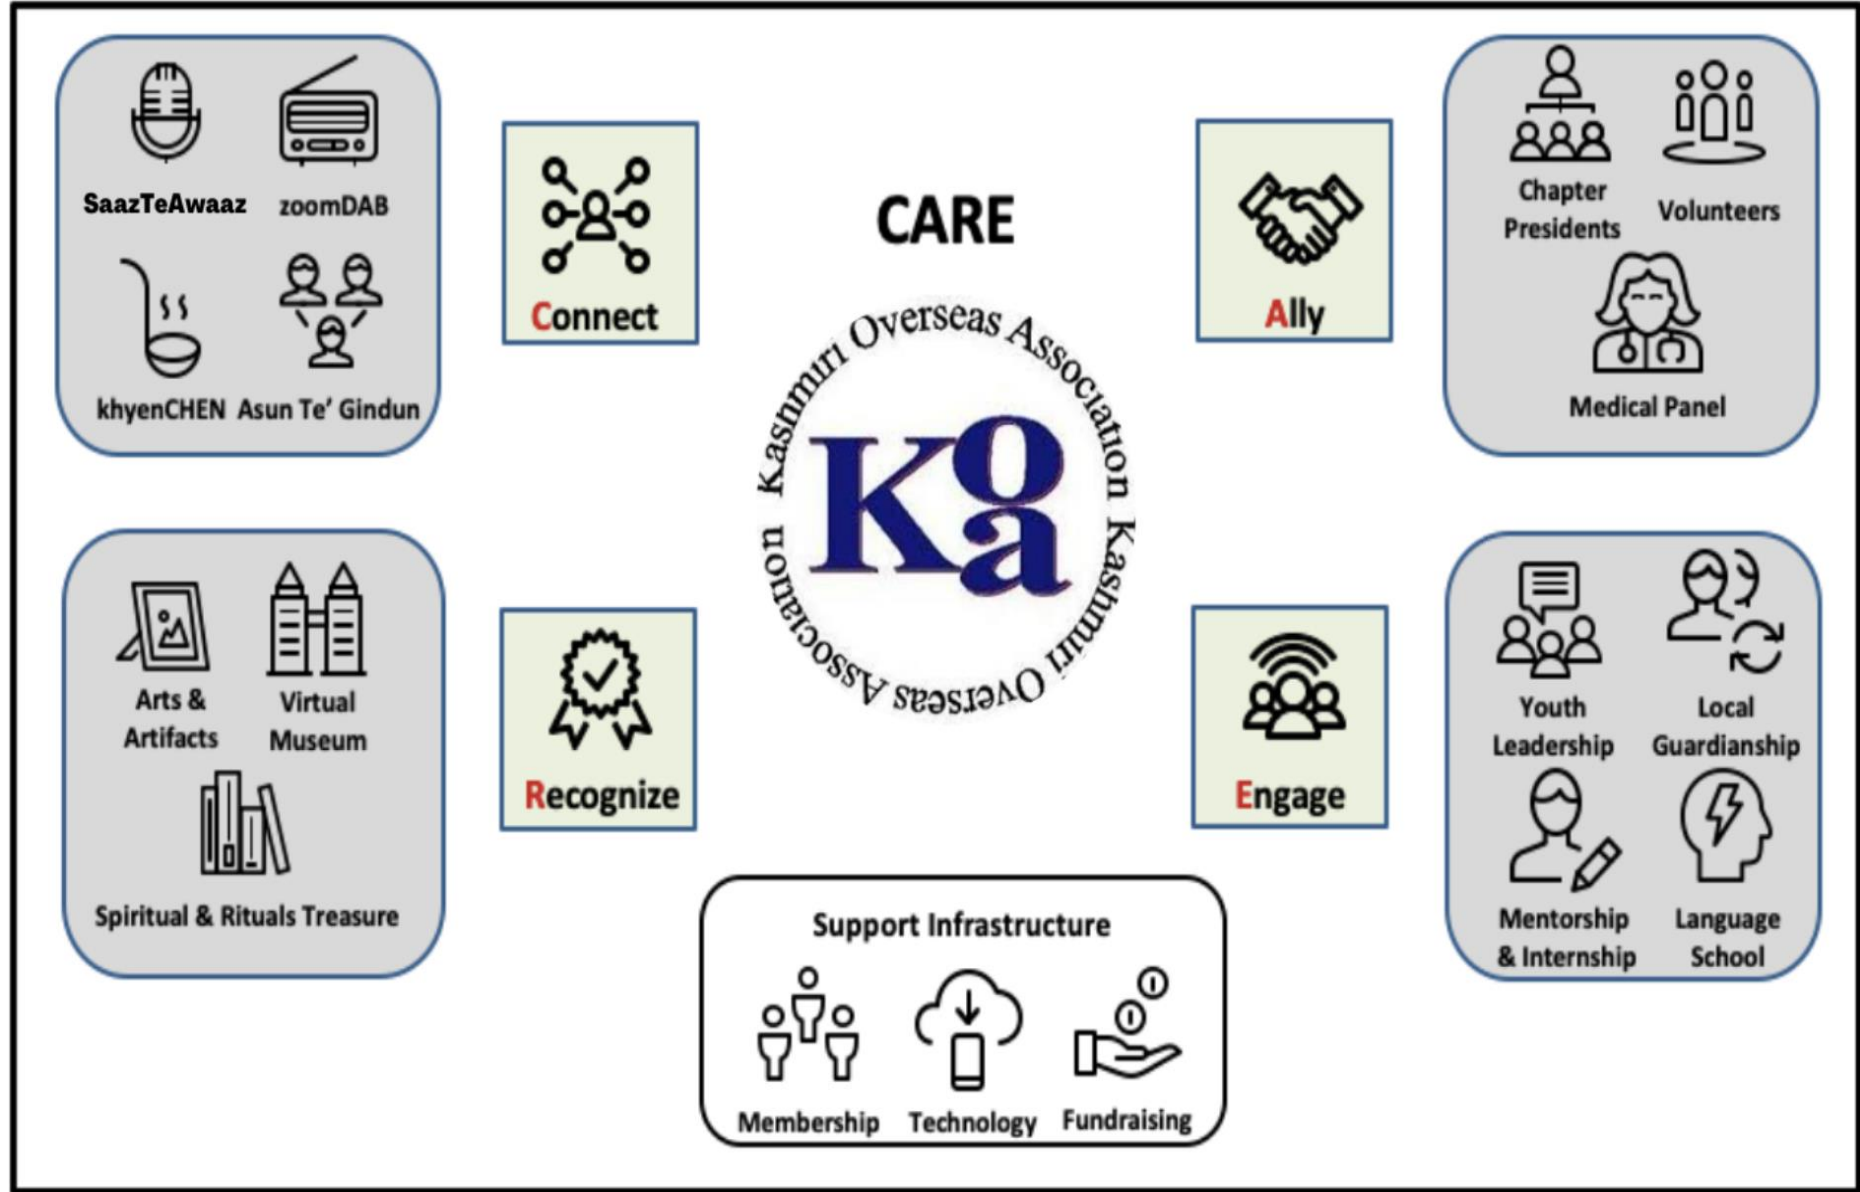 SaazTeAwaaz
zoomDAB
khyenCHEN
Asun Te’ Gindun
Connect
CARE
Ally
Chapter
Presidents
Volunteers
Medical Panel
Kashmiri Overseas Association Kashmiri Overseas Association
Koa
Arts &
Artifacts
Virtual
Museum
Spiritual & Rituals Treasure
Recognize
Engage
Youth
Leadership
Local
Guardianship
Mentorship
& Internship
Language
School
Support Infrastructure
Membership
Technology
Fundraising